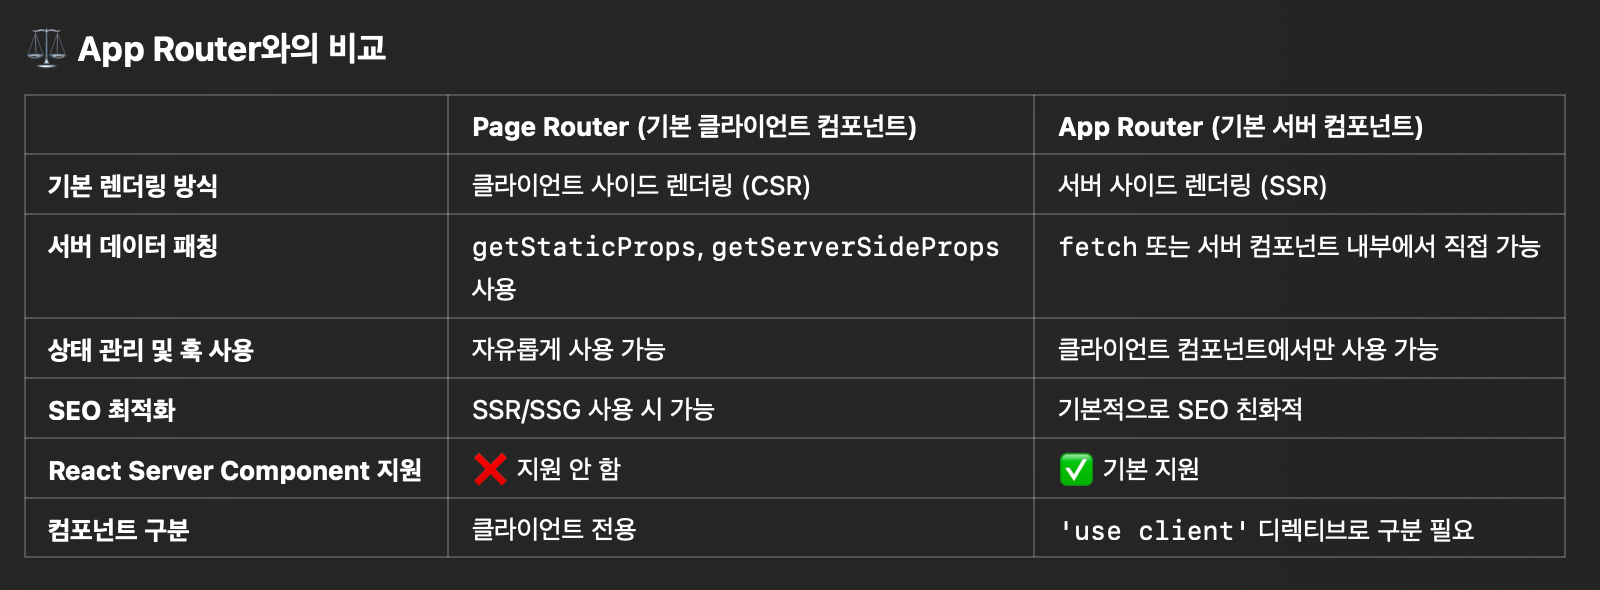 ⚖️ App Router와의 비교
Page Router (기본 클라이언트 컴포넌트)
App Router (기본 서버 컴포넌트)
기본 렌더링 방식
클라이언트 사이드 렌더링 (CSR)
서버 사이드 렌더링 (SSR)
서버 데이터 패칭
getStaticProps, getServerSideProps
사용
fetch 또는 서버 컴포넌트 내부에서 직접 가능
상태 관리 및 훅 사용
자유롭게 사용 가능
클라이언트 컴포넌트에서만 사용 가능
SEO 최적화
SSR/SSG 사용 시 가능
기본적으로 SEO 친화적
React Server Component 지원
❌ 지원 안 함
✅ 기본 지원
컴포넌트 구분
클라이언트 전용
'use client' 디렉티브로 구분 필요